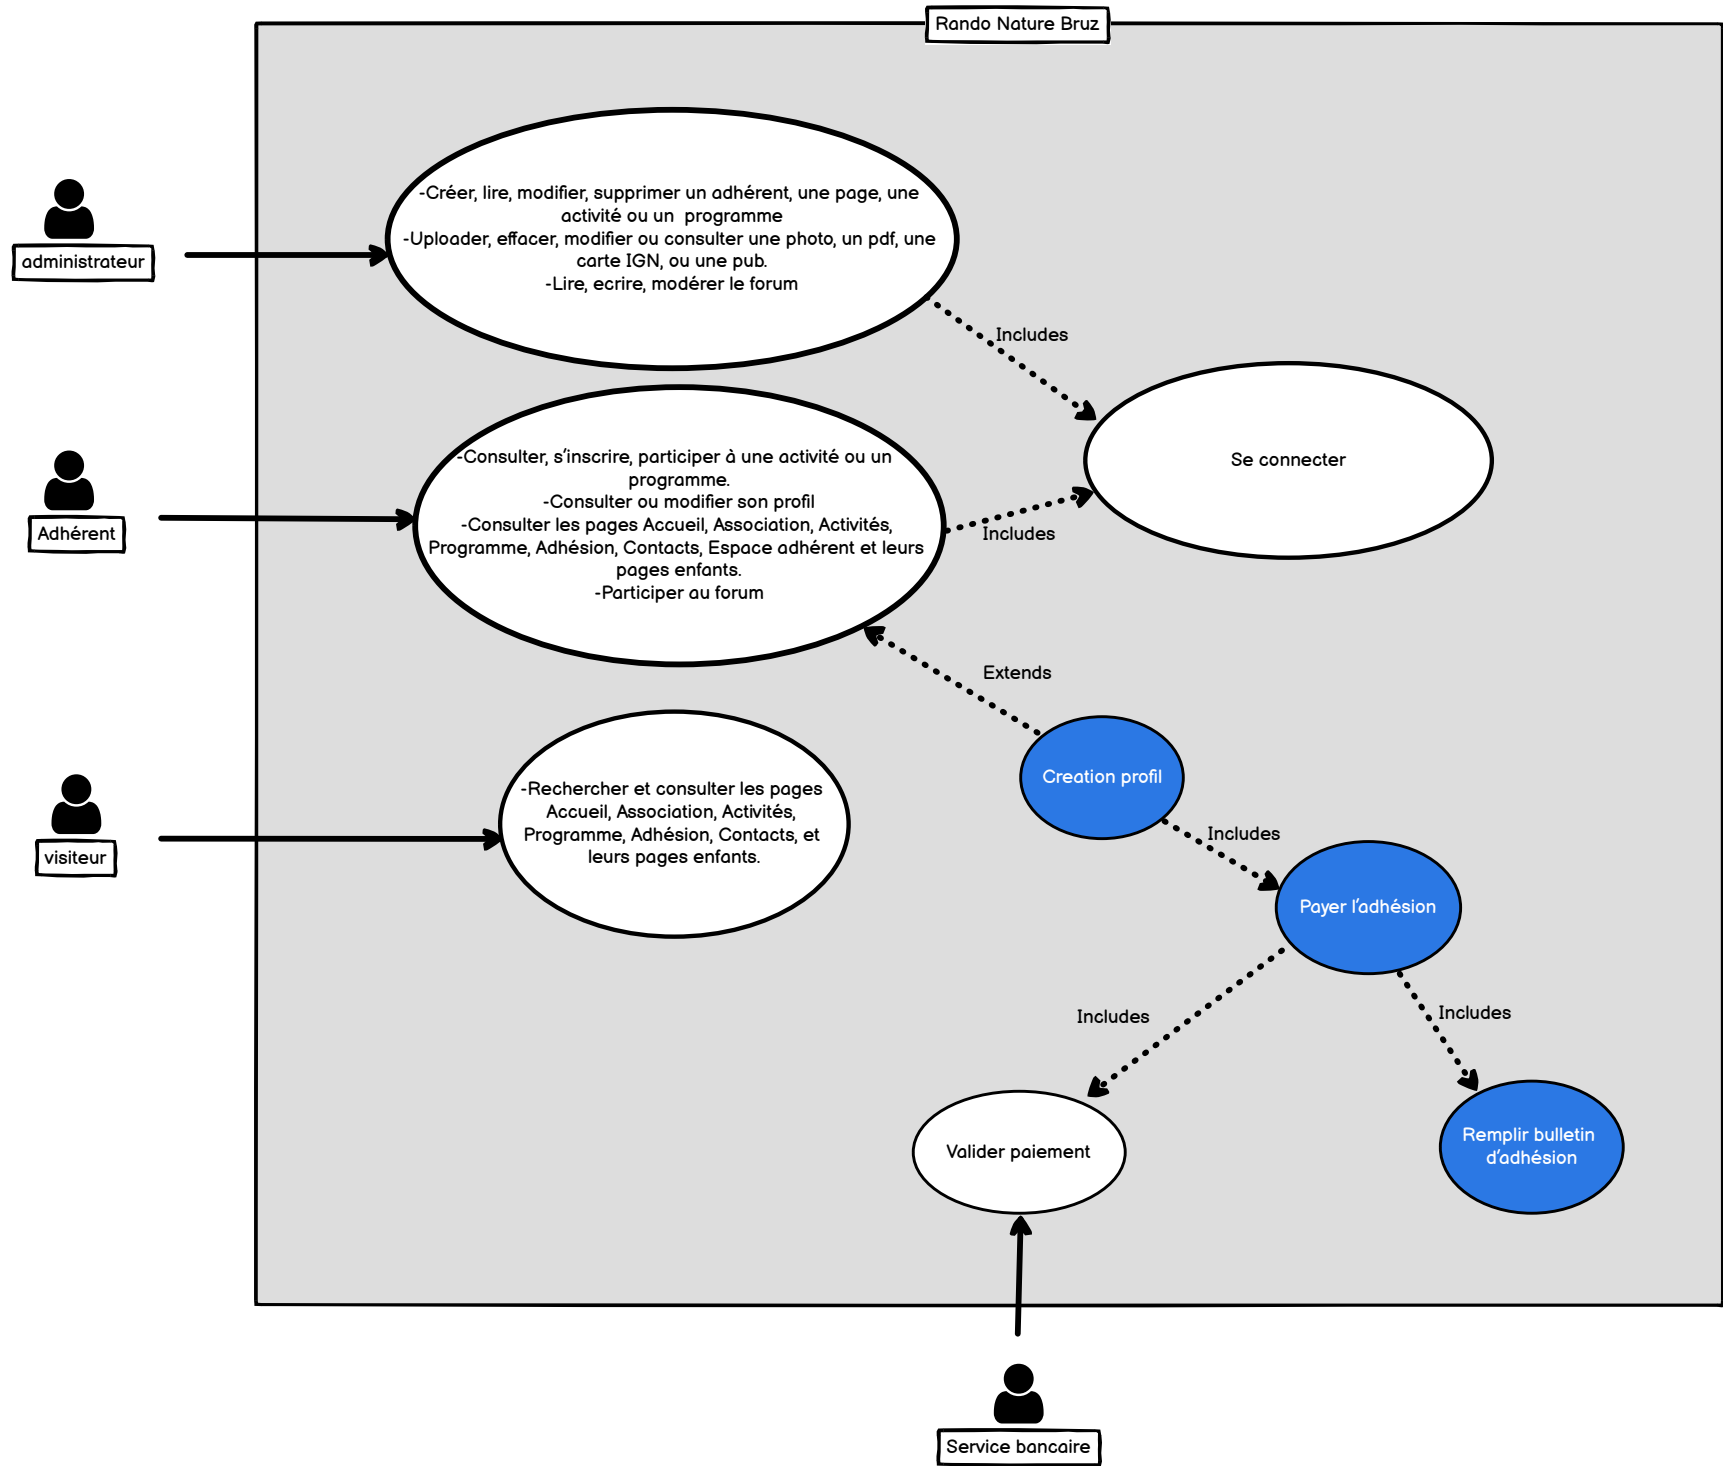 Rando Nature Bruz
-Créer, lire, modifier, supprimer un adhérent, une page, une
activité ou un  programme
-Uploader, effacer, modifier ou consulter une photo, un pdf, une
carte IGN, ou une pub.
-Lire, ecrire, modérer le forum
administrateur
Includes
-Consulter, s'inscrire, participer à une activité ou un
programme.
-Consulter ou modifier son profil
-Consulter les pages Accueil, Association, Activités,
Programme, Adhésion, Contacts, Espace adhérent et leurs
pages enfants.
-Participer au forum
Se connecter
Adhérent
Includes
Extends
-Rechercher et consulter les pages
Accueil, Association, Activités,
Programme, Adhésion, Contacts, et
leurs pages enfants.
Creation profil
visiteur
Includes
Payer l'adhésion
Includes
Includes
Valider paiement
Remplir bulletin
d'adhésion
Service bancaire